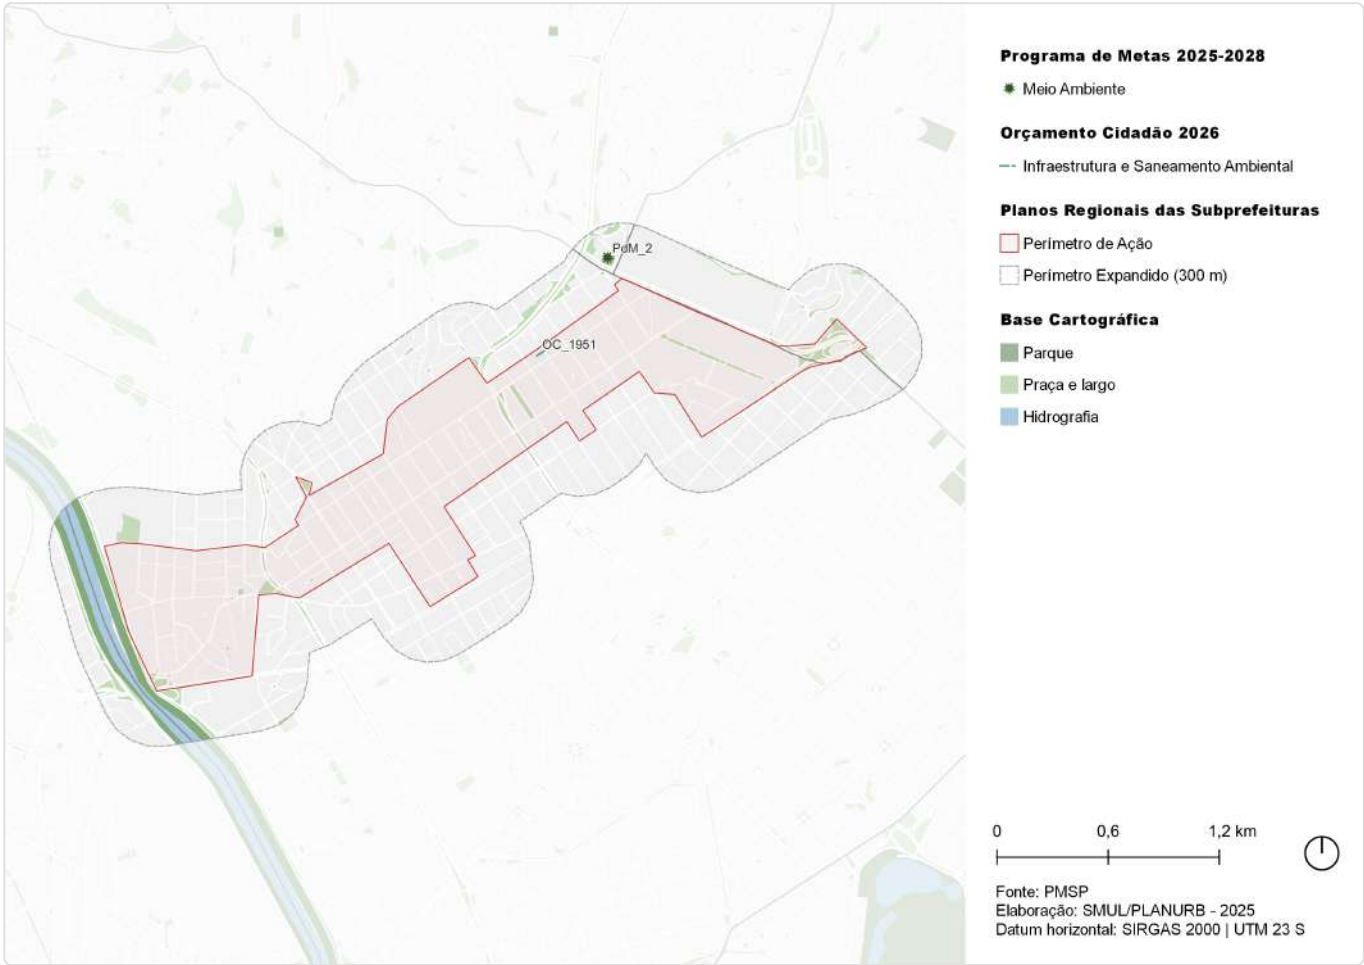 PdM_2
OC_1951
Programa de Metas 2025-2028
Meio Ambiente
Orçamento Cidadão 2026
Infraestrutura e Saneamento Ambiental
Planos Regionais das Subprefeituras
Perímetro de Ação
Perímetro Expandido (300 m)
Base Cartográfica
Parque
Praça e largo
Hidrografia
0 0,6 1,2 km
Fonte: PMSP
Elaboração: SMUL/PLANURB - 2025
Datum horizontal: SIRGAS 2000 | UTM 23 S